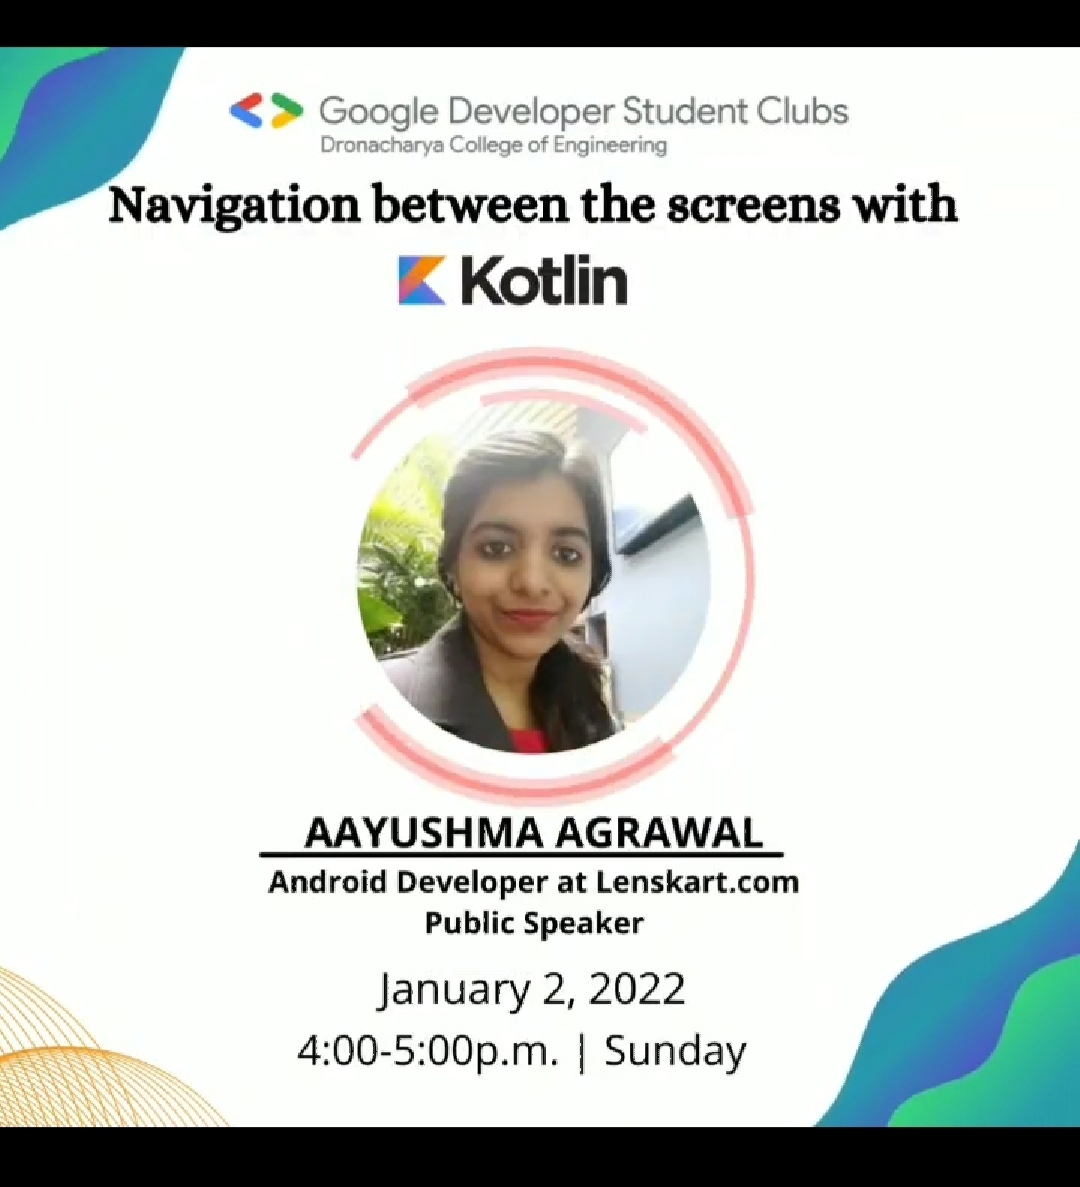 Google Developer Student Clubs
Dronacharya College of Engineering
Navigation between the screens with
Kotlin
AAYUSHMA AGRAWAL
Android Developer at Lenskart.com
Public Speaker
January 2, 2022
4:00-5:00p.m. | Sunday